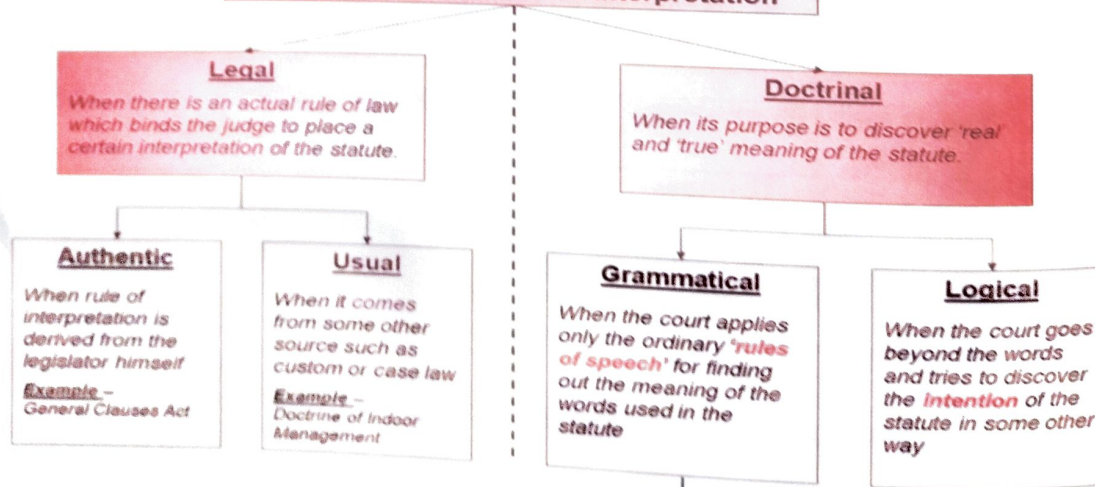 Legal
When there is an actual rule of law
which binds the judge to place a
certain interpretation of the statute.
Doctrinal
When its purpose is to discover 'real'
and 'true' meaning of the statute.
Authentic
When rule of
interpretation is
derived from the
legislator himself
Example –
General Clauses Act
Usual
When it comes
from some other
source such as
custom or case law
Example –
Doctrine of Indoor
Management
Grammatical
When the court applies
only the ordinary 'rules
of speech' for finding
out the meaning of the
words used in the
statute
Logical
When the court goes
beyond the words
and tries to discover
the intention of the
statute in some other
way